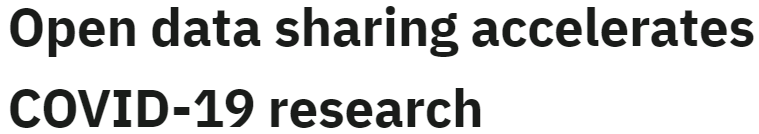 Open data sharing accelerates
COVID-19 research